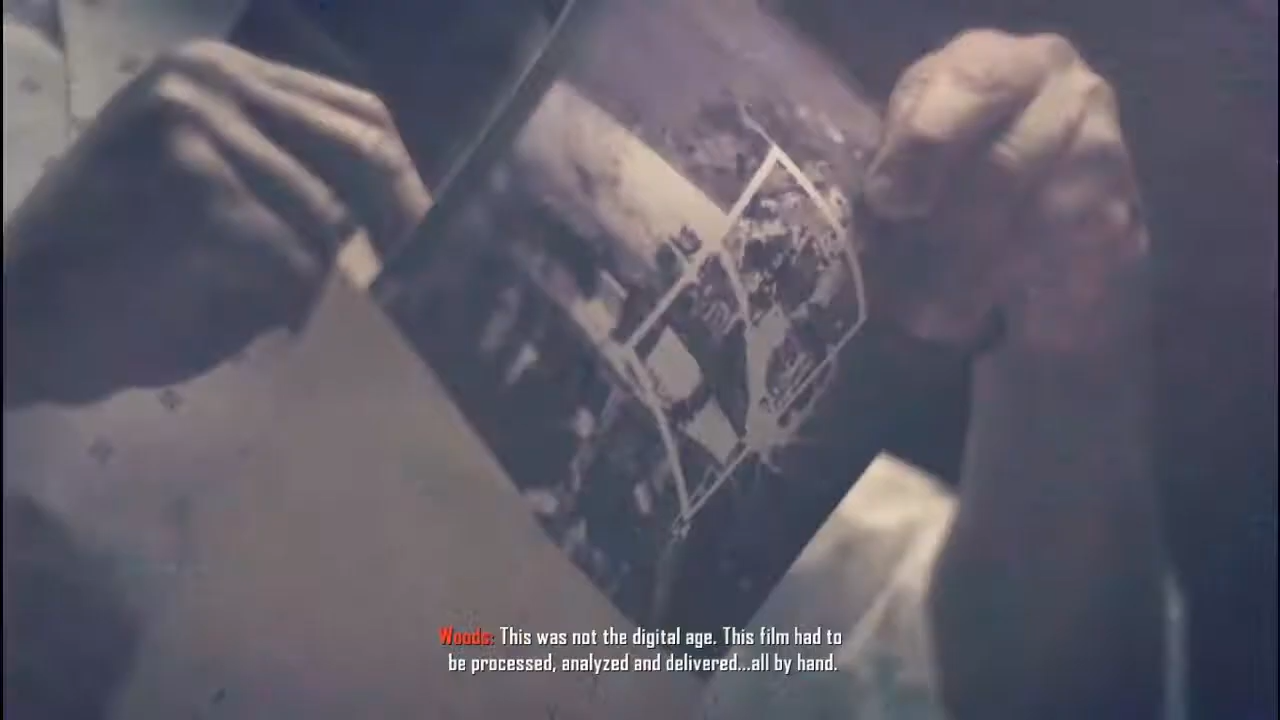 Woods: This was not the digital age. This film had to
be processed, analyzed and delivered...all by hand.